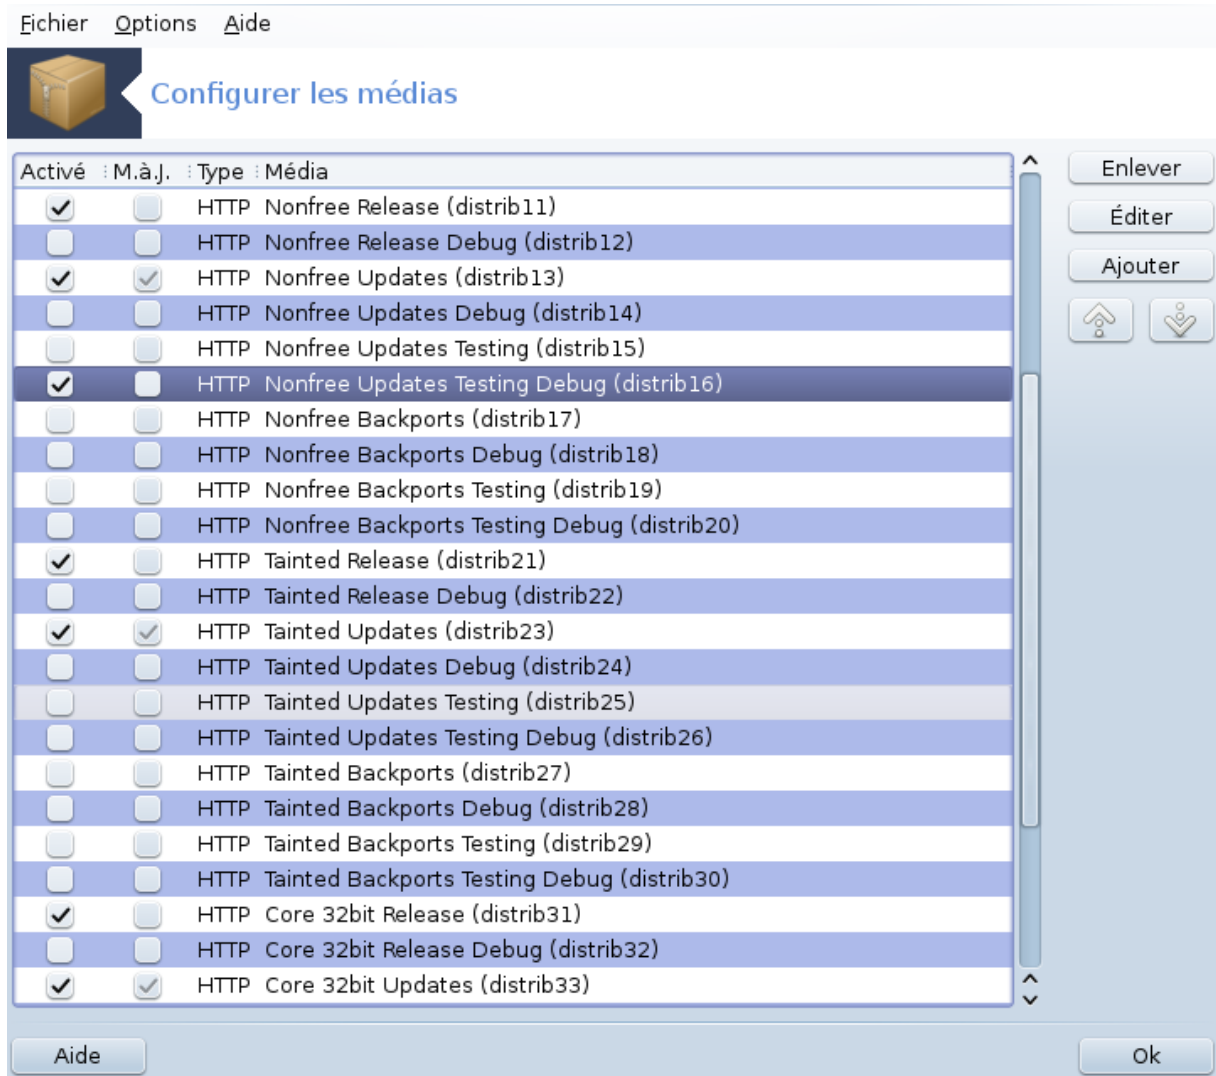 Fichier Options Aide
Configurer les médias
Activé M.à.J. Type Média
HTTP Nonfree Release (distrib11)
HTTP Nonfree Release Debug (distrib12)
HTTP Nonfree Updates (distrib13)
HTTP Nonfree Updates Debug (distrib14)
HTTP Nonfree Updates Testing (distrib15)
HTTP Nonfree Updates Testing Debug (distrib16)
HTTP Nonfree Backports (distrib17)
HTTP Nonfree Backports Debug (distrib18)
HTTP Nonfree Backports Testing (distrib19)
HTTP Nonfree Backports Testing Debug (distrib20)
HTTP Tainted Release (distrib21)
HTTP Tainted Release Debug (distrib22)
HTTP Tainted Updates (distrib23)
HTTP Tainted Updates Debug (distrib24)
HTTP Tainted Updates Testing (distrib25)
HTTP Tainted Updates Testing Debug (distrib26)
HTTP Tainted Backports (distrib27)
HTTP Tainted Backports Debug (distrib28)
HTTP Tainted Backports Testing (distrib29)
HTTP Tainted Backports Testing Debug (distrib30)
HTTP Core 32bit Release (distrib31)
HTTP Core 32bit Release Debug (distrib32)
HTTP Core 32bit Updates (distrib33)
Enlever
Éditer
Ajouter
Aide
Ok